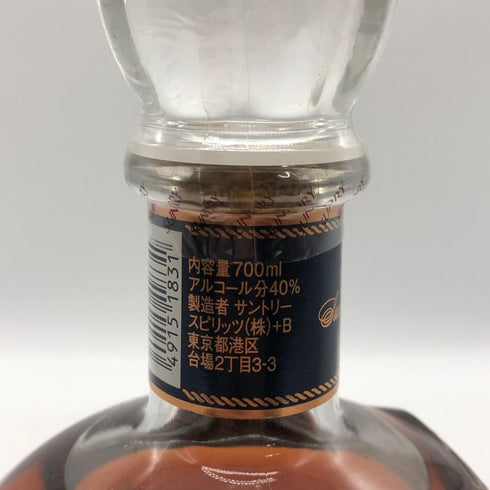 内容量700ml
アルコール分40%
製造者 サントリー
スピリッツ(株)+B
東京都港区
台場2丁目3-3
4915 1831